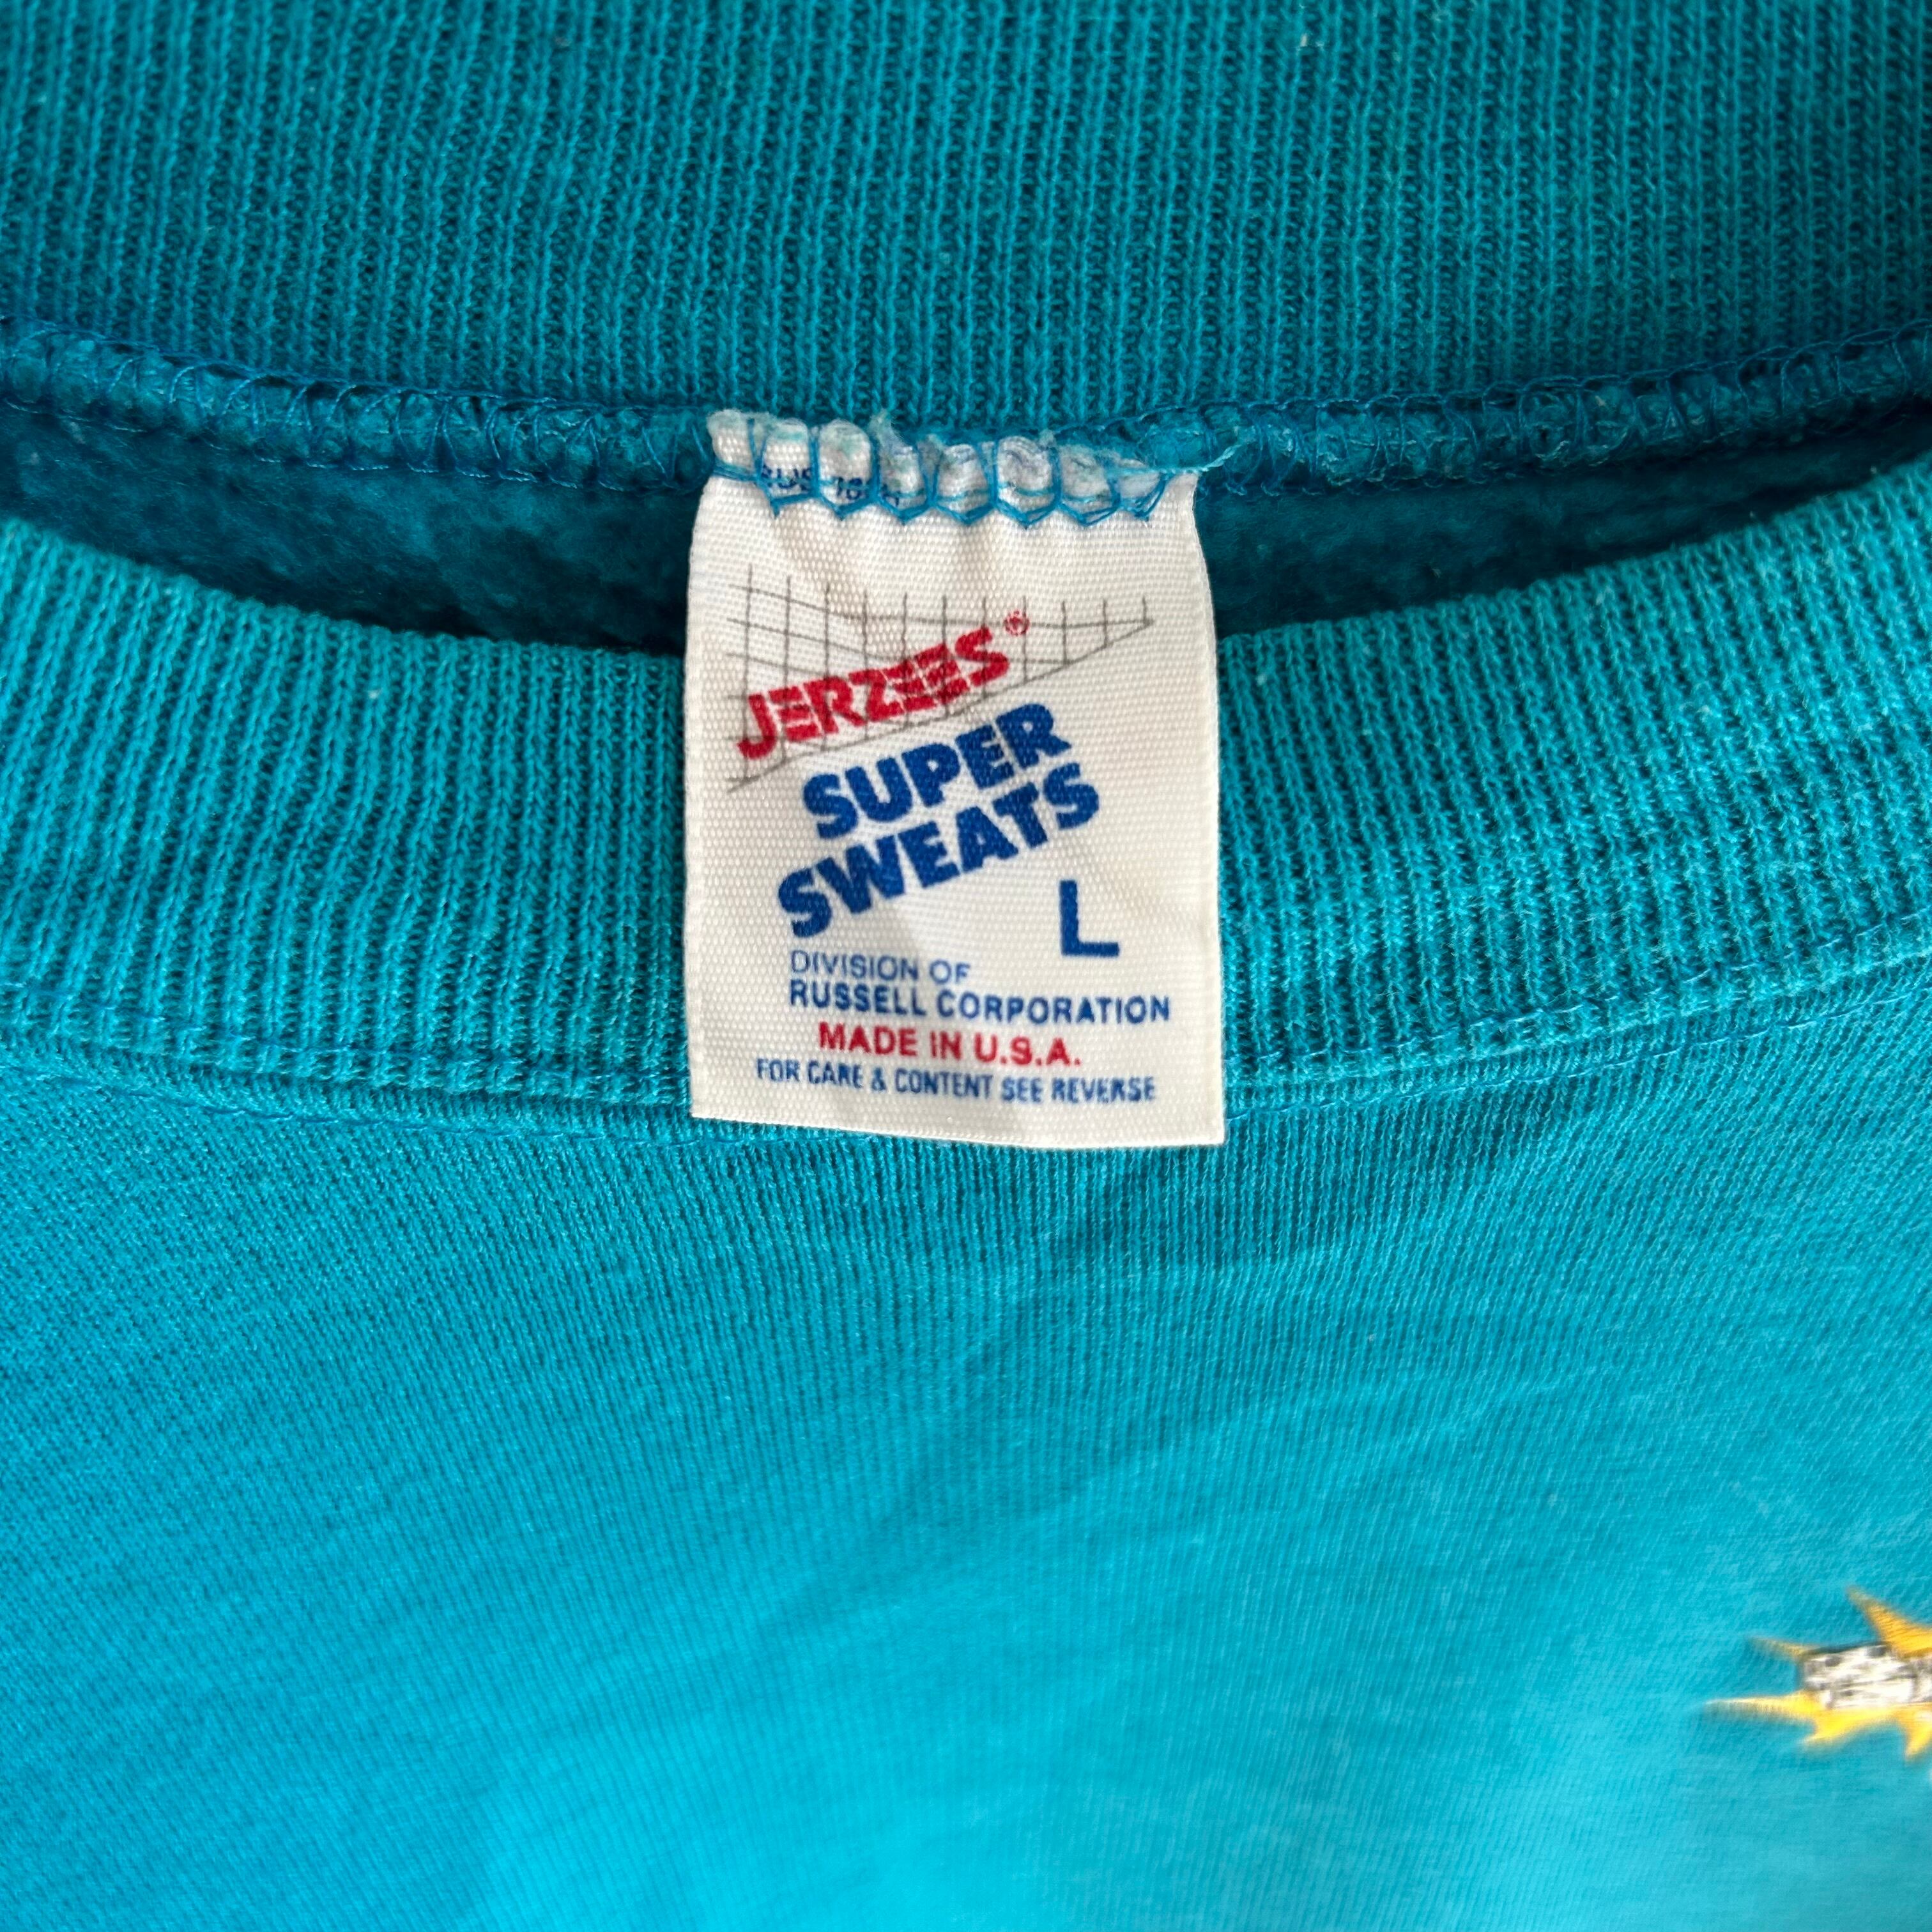 JERZEES®
SUPER
SWEATS
L
DIVISION OF
RUSSELL CORPORATION
MADE IN U.S.A.
FOR CARE & CONTENT SEE REVERSE